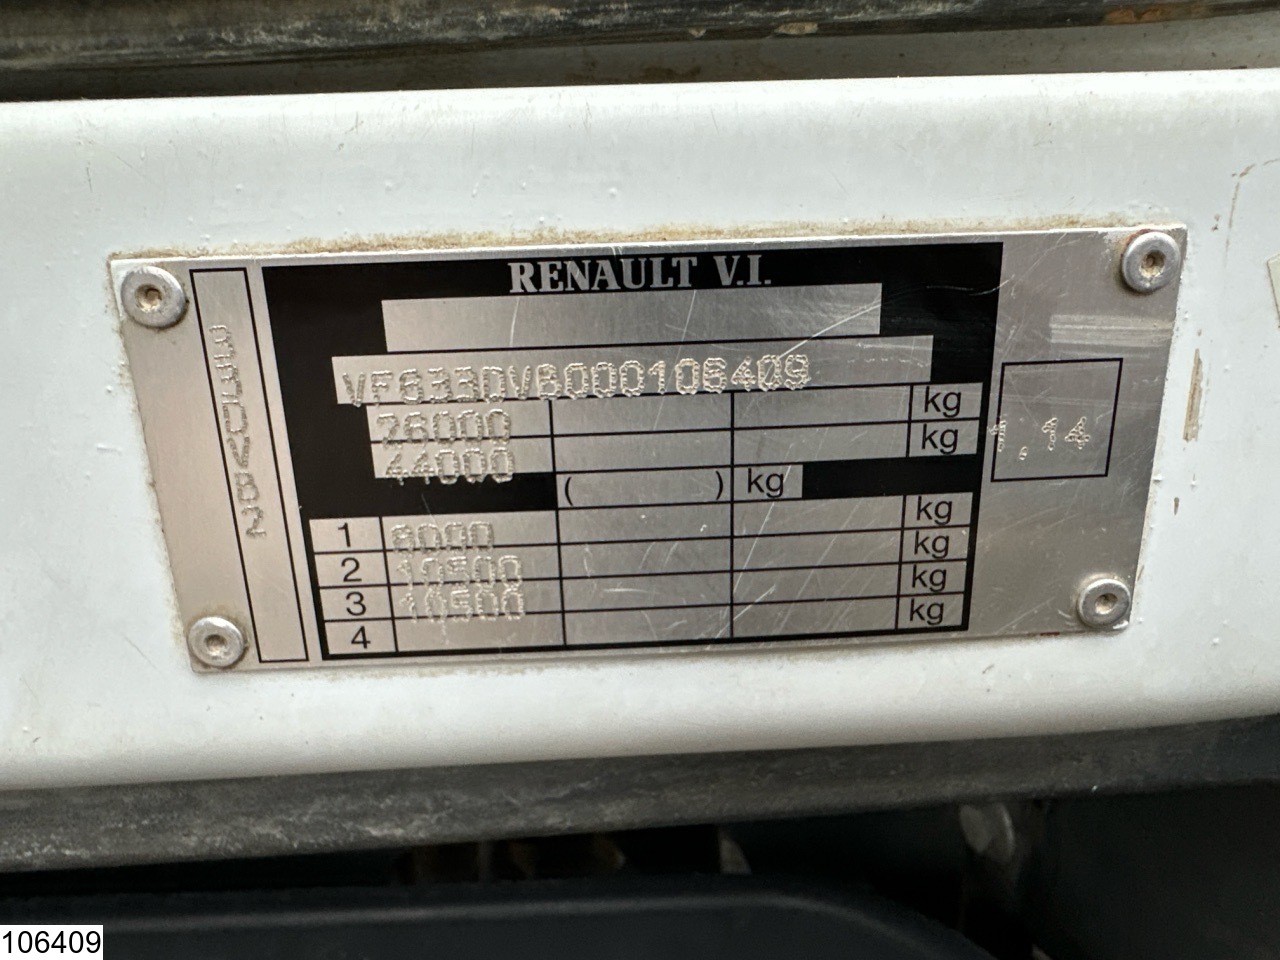 RENAULT V.I.
VF633DVB000106409
26000 kg
44000 kg
( ) kg
1 8000 kg
2 10500 kg
3 10500 kg
4 kg
1.14
106409